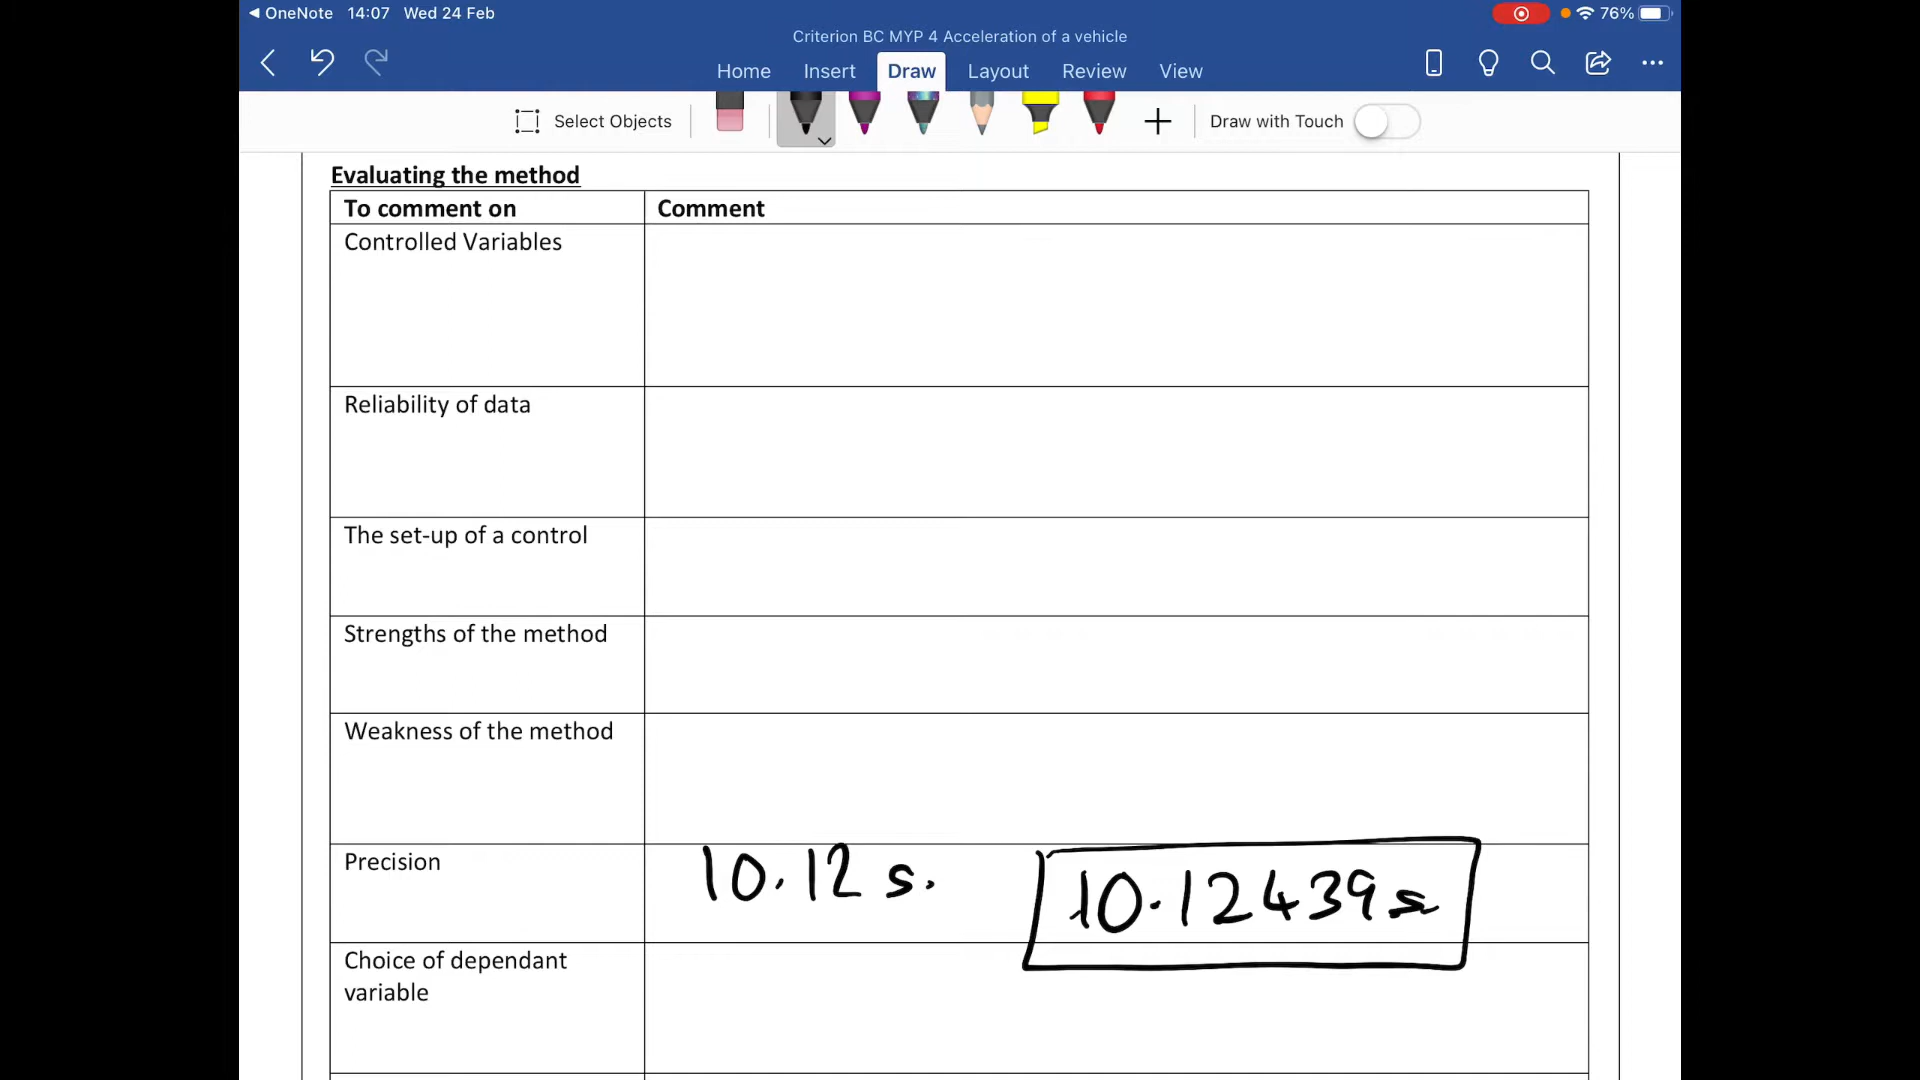 OneNote 14:07 Wed 24 Feb 76%
Criterion BC MYP 4 Acceleration of a vehicle
Home Insert Draw Layout Review View
Select Objects Draw with Touch
Evaluating the method
To comment on Comment
Controlled Variables
Reliability of data
The set-up of a control
Strengths of the method
Weakness of the method
Precision 10.12 s. 10.12439s
Choice of dependant
variable